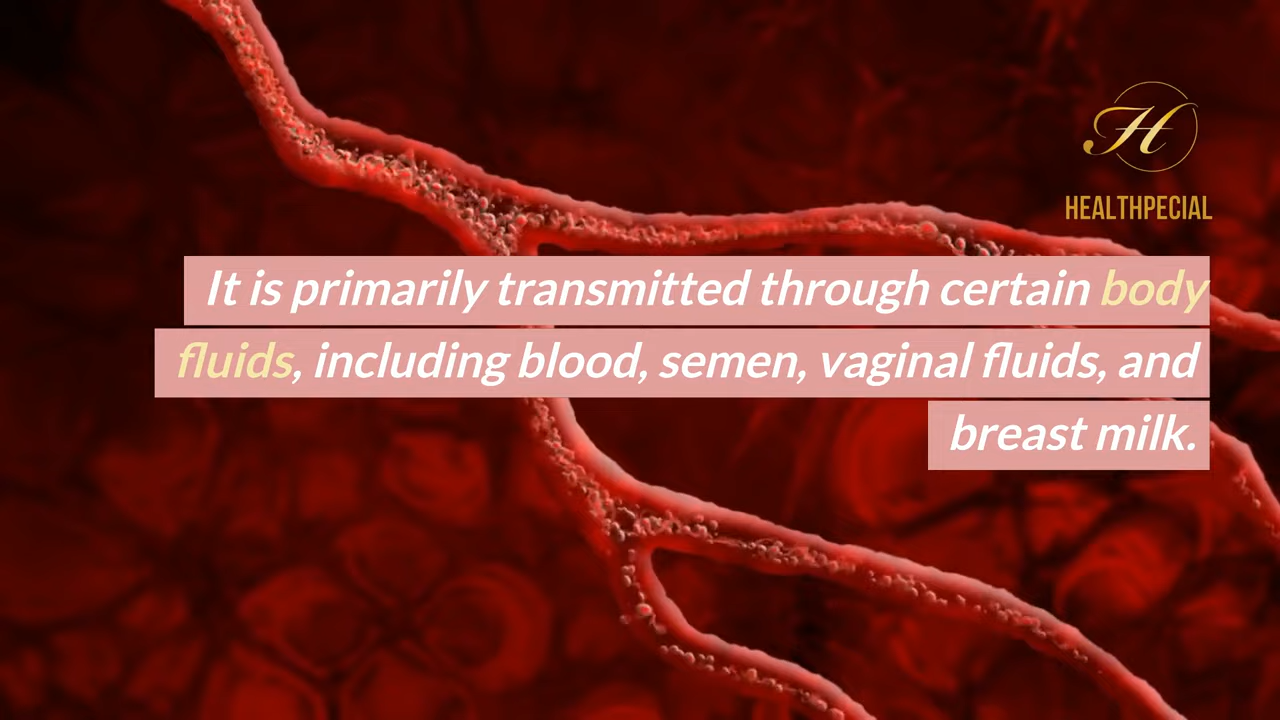 H
HEALTHPECIAL
It is primarily transmitted through certain body
fluids, including blood, semen, vaginal fluids, and
breast milk.